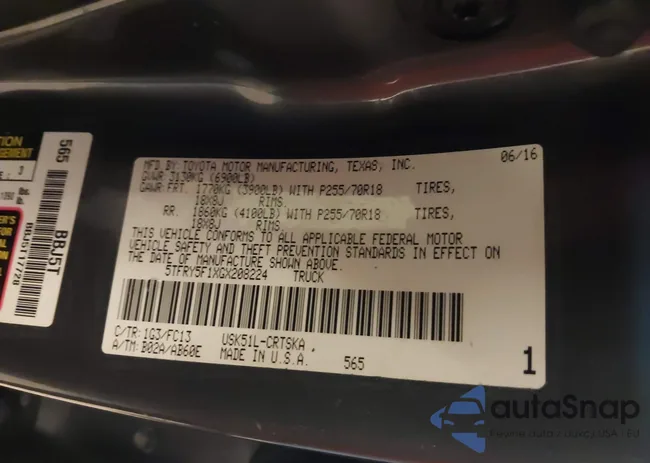 MFD.BY:TOYOTA MOTOR MANUFACTURING, TEXAS, INC. 06/16
GVWR 3130KG (6900LB)
GAWR FRT. 1770KG (3900LB) WITH P255/70R18 TIRES,
18X8J RIMS.
RR. 1860KG (4100LB) WITH P255/70R18 TIRES,
18X8J RIMS.
THIS VEHICLE CONFORMS TO ALL APPLICABLE FEDERAL MOTOR
VEHICLE SAFETY AND THEFT PREVENTION STANDARDS IN EFFECT ON
THE DATE OF MANUFACTURE SHOWN ABOVE.
5TFRY5F1XGX208224 TRUCK
C/TR:1G3/FC13 USK51L-CRTSKA
A/TM:B02A/AB60E MADE IN U.S.A. 565
1
565
BBJ5T
autaSnap